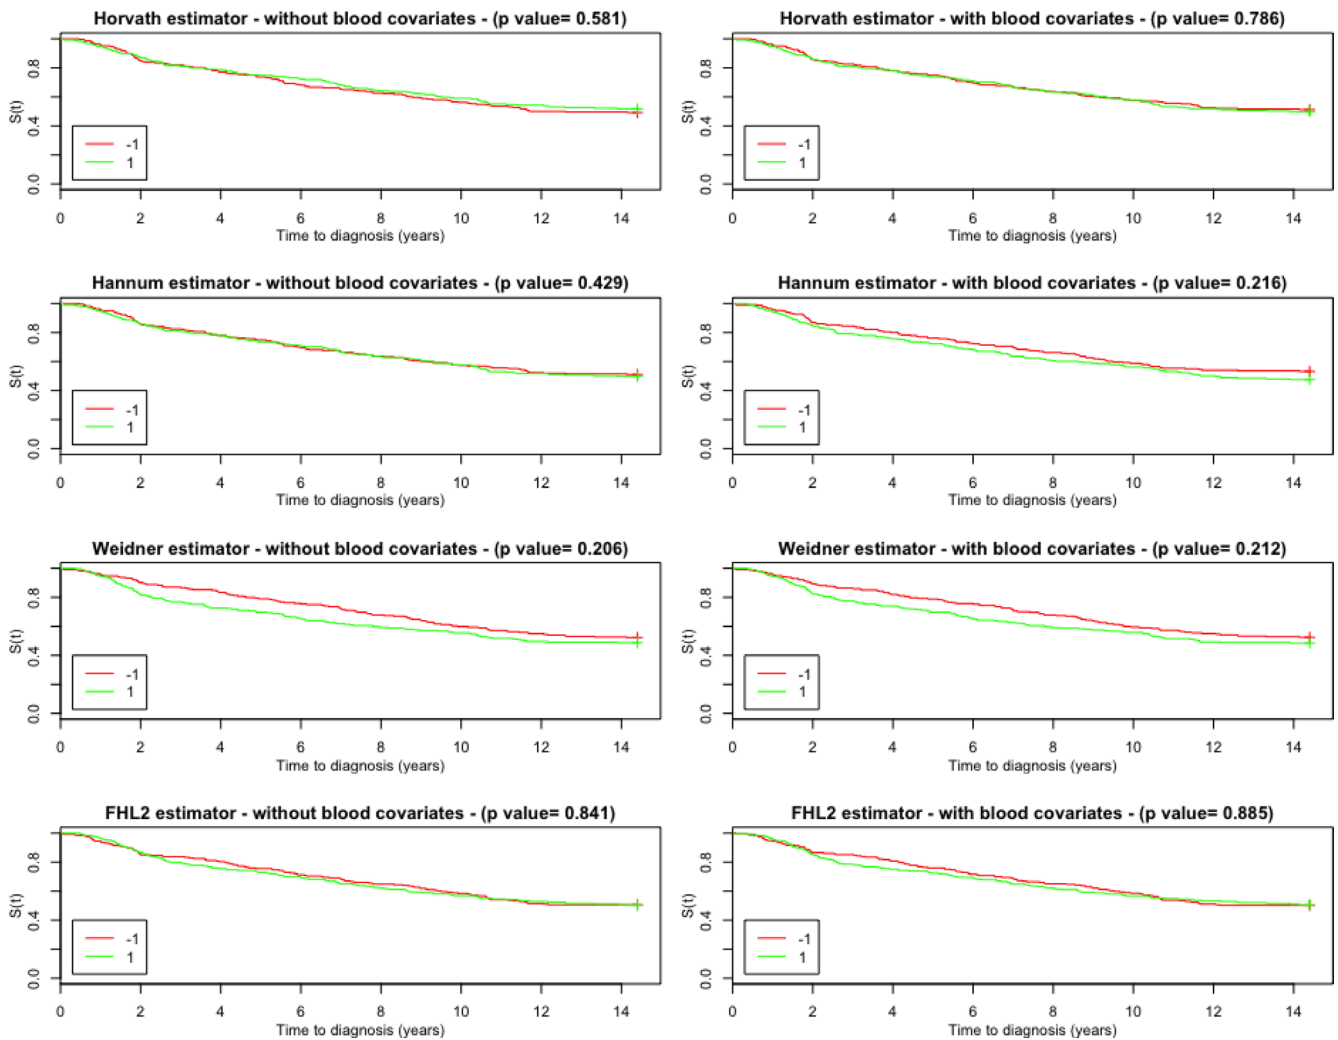 Horvath estimator - without blood covariates - (p value= 0.581)
S(t)
0.0 0.4 0.8
-1
1
0 2 4 6 8 10 12 14
Time to diagnosis (years)
Horvath estimator - with blood covariates - (p value= 0.786)
S(t)
0.0 0.4 0.8
-1
1
0 2 4 6 8 10 12 14
Time to diagnosis (years)
Hannum estimator - without blood covariates - (p value= 0.429)
S(t)
0.0 0.4 0.8
-1
1
0 2 4 6 8 10 12 14
Time to diagnosis (years)
Hannum estimator - with blood covariates - (p value= 0.216)
S(t)
0.0 0.4 0.8
-1
1
0 2 4 6 8 10 12 14
Time to diagnosis (years)
Weidner estimator - without blood covariates - (p value= 0.206)
S(t)
0.0 0.4 0.8
-1
1
0 2 4 6 8 10 12 14
Time to diagnosis (years)
Weidner estimator - with blood covariates - (p value= 0.212)
S(t)
0.0 0.4 0.8
-1
1
0 2 4 6 8 10 12 14
Time to diagnosis (years)
FHL2 estimator - without blood covariates - (p value= 0.841)
S(t)
0.0 0.4 0.8
-1
1
0 2 4 6 8 10 12 14
Time to diagnosis (years)
FHL2 estimator - with blood covariates - (p value= 0.885)
S(t)
0.0 0.4 0.8
-1
1
0 2 4 6 8 10 12 14
Time to diagnosis (years)